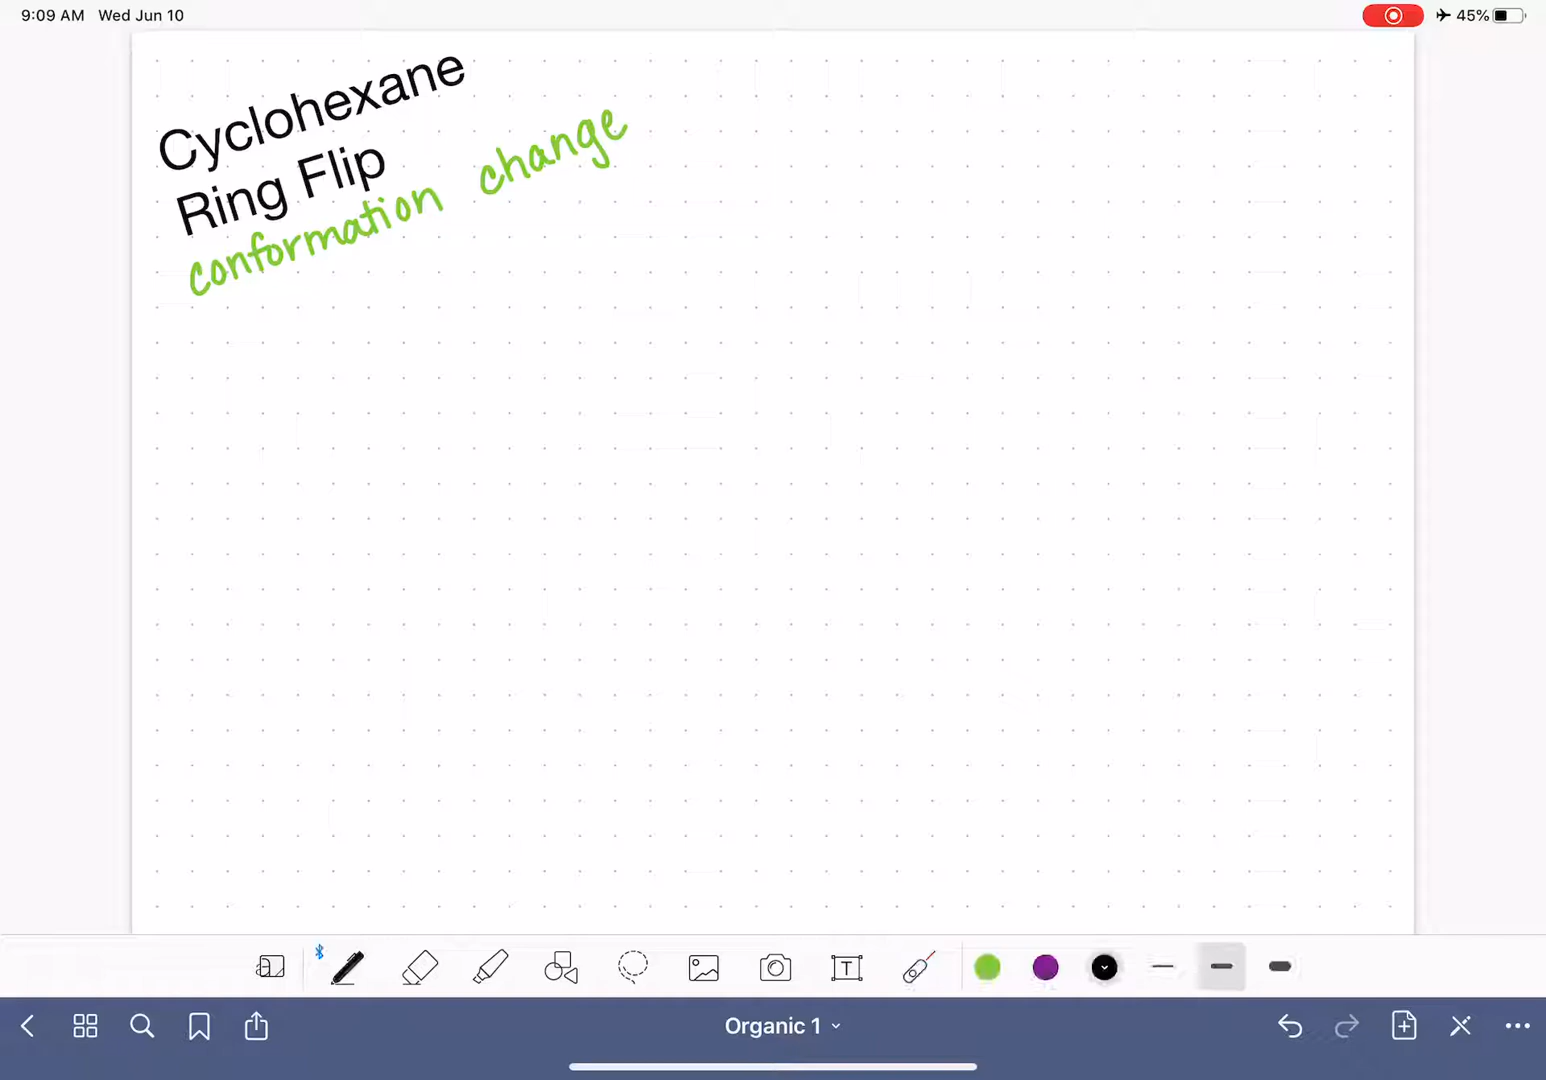 9:09 AM Wed Jun 10
45%
Cyclohexane
Ring Flip
conformation change
T
Organic 1